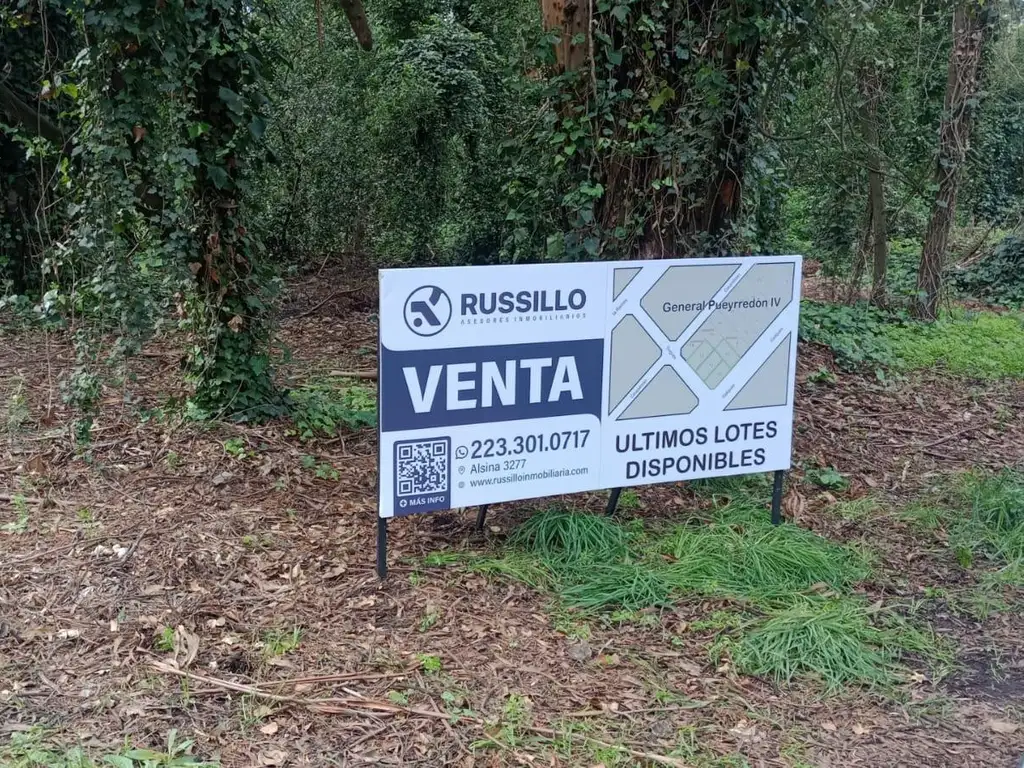 RUSSILLO
ASESORES INMOBILIARIOS
VENTA
223.301.0717
Alsina 3277
www.russilloinmobiliaria.com
+ MÁS INFO
General Pueyrredón IV
ULTIMOS LOTES
DISPONIBLES